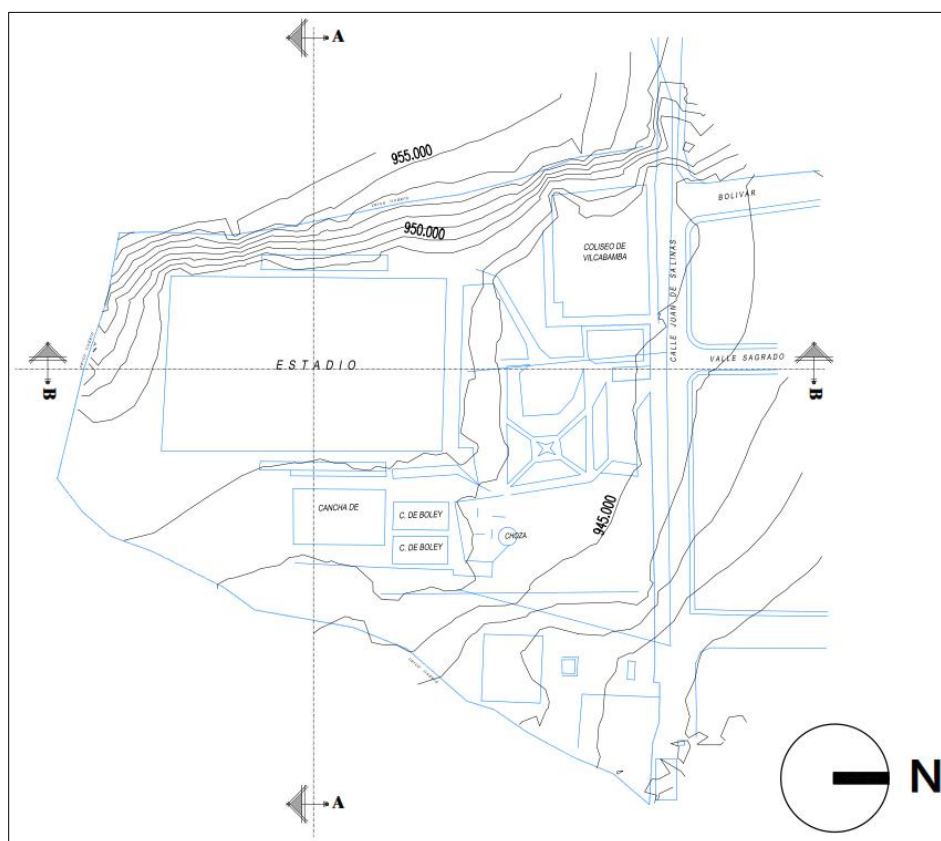 A
955.000
950.000
BOLIVAR
COLISEO DE
VILCABAMBA
CALLE JUAN DE SALINAS
ESTADIO
VALLE SAGRADO
B
B
945.000
CANCHA DE
C. DE BOLEY
C. DE BOLEY
CHOZA
A
N